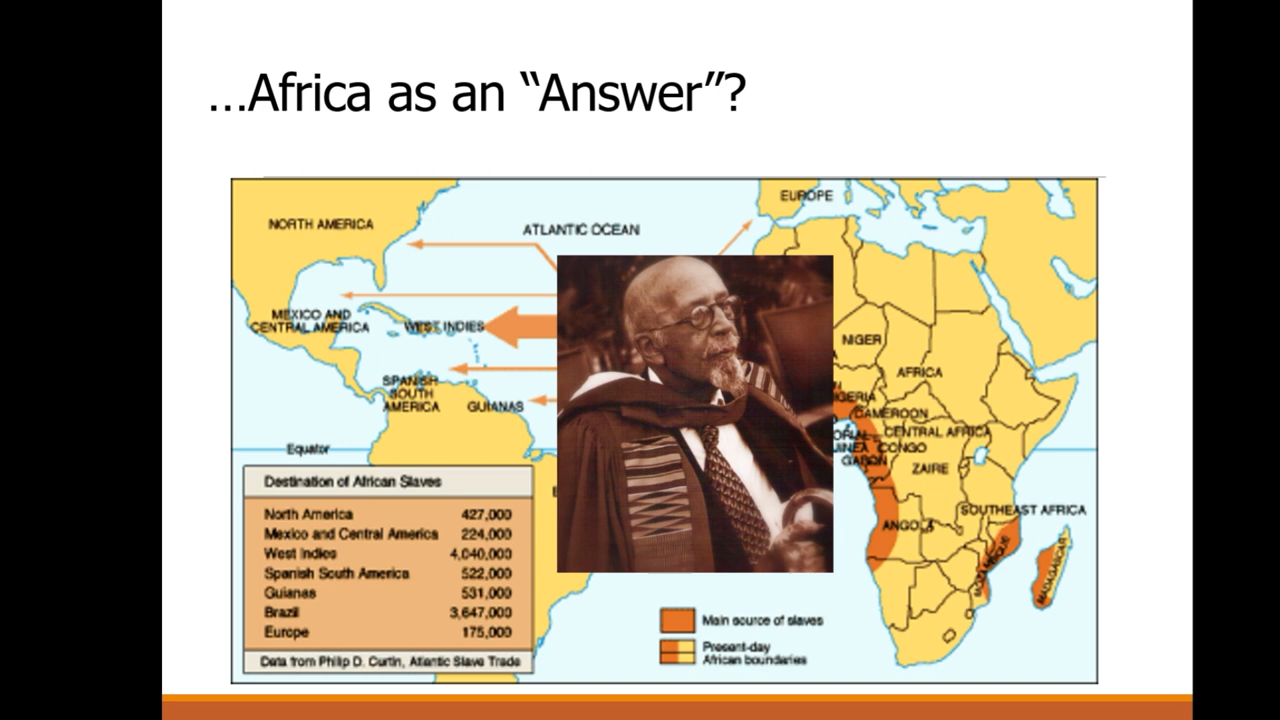 ...Africa as an “Answer”?
EUROPE
NORTH AMERICA
ATLANTIC OCEAN
MEXICO AND
CENTRAL AMERICA
WEST INDIES
NIGER
AFRICA
SPANISH
SOUTH
AMERICA
GUIANAS
CAMEROON
CENTRAL AFRICA
CONGO
GABON
ZAIRE
Equator
SOUTHEAST AFRICA
ANGOLA
MADAGASCAR
Destination of African Slaves
North America 427,000
Mexico and Central America 224,000
West Indies 4,040,000
Spanish South America 522,000
Guianas 531,000
Brazil 3,647,000
Europe 175,000
Data from Philip D. Curtin, Atlantic Slave Trade
Main source of slaves
Present-day
African boundaries